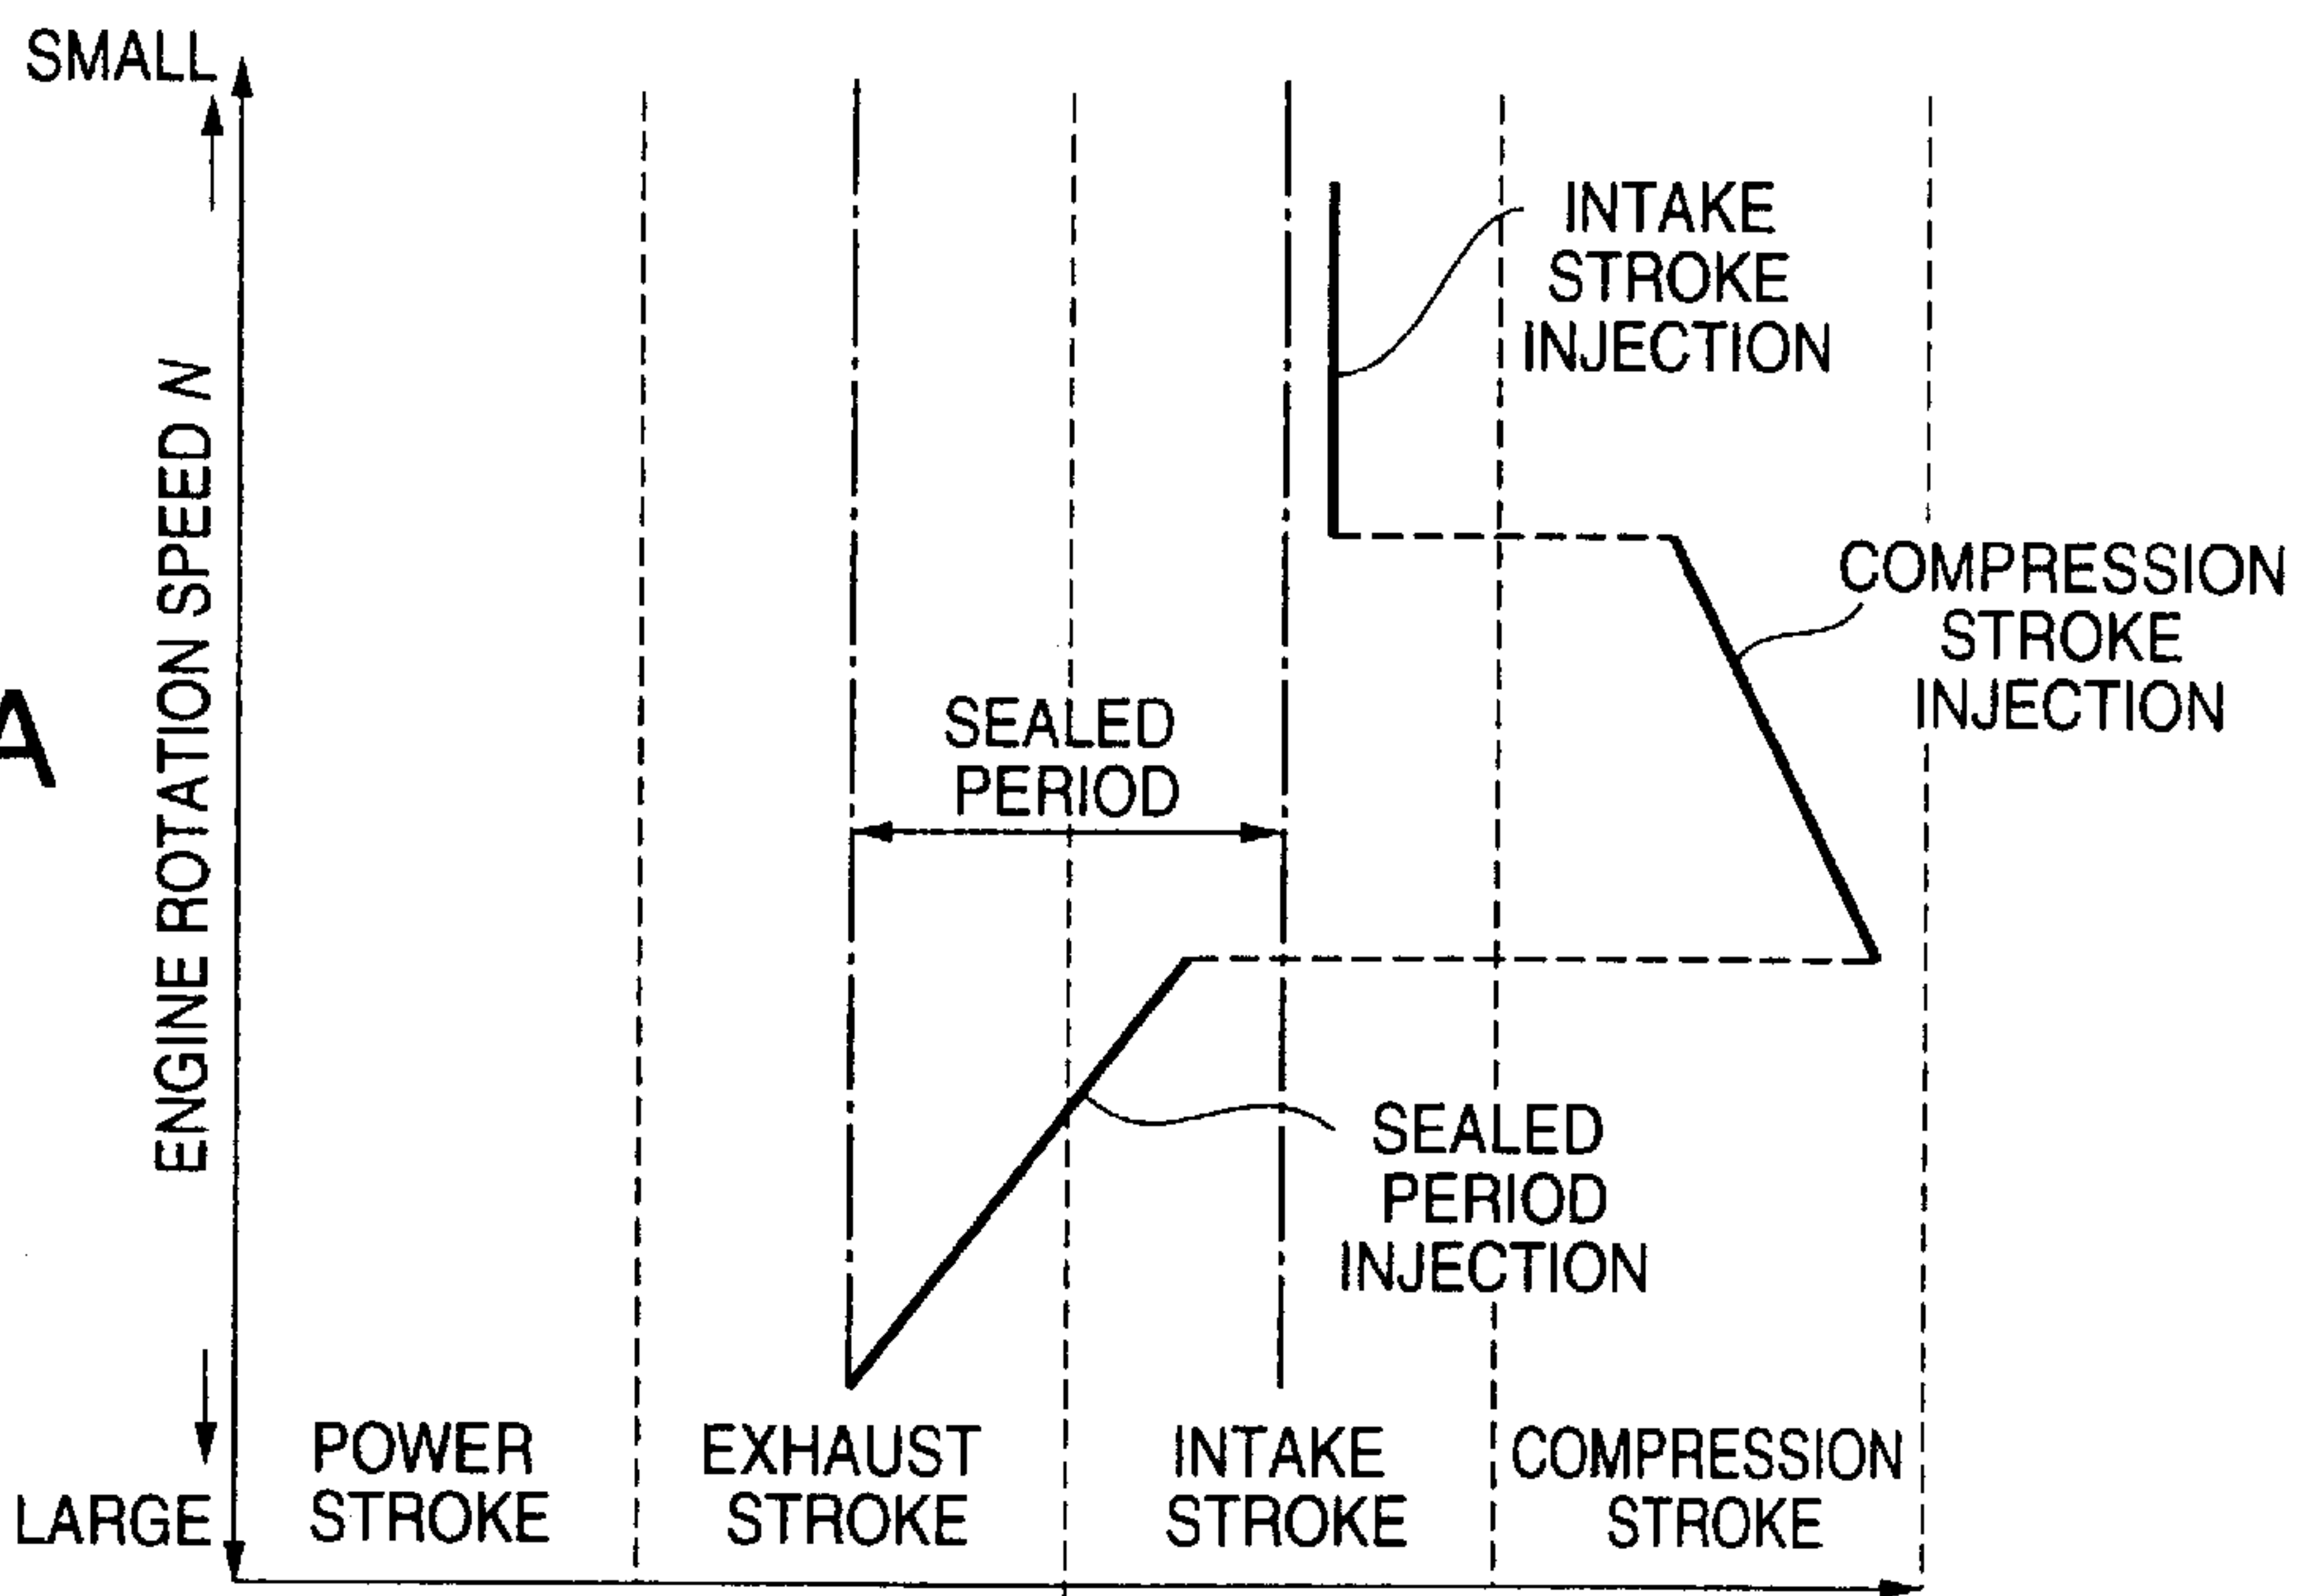 SMALL
INTAKE
STROKE
INJECTION
ENGINE ROTATION SPEED N
COMPRESSION
STROKE
INJECTION
A
SEALED
PERIOD
SEALED
PERIOD
INJECTION
POWER
STROKE
EXHAUST
STROKE
INTAKE
STROKE
COMPRESSION
STROKE
LARGE